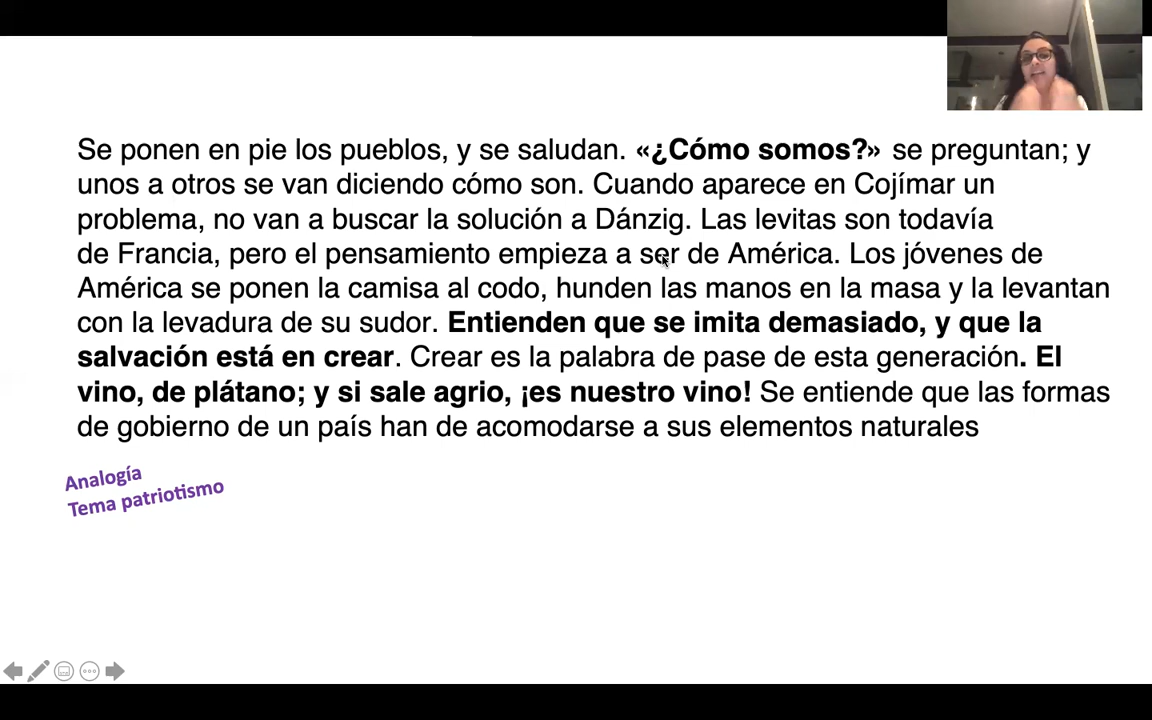 Se ponen en pie los pueblos, y se saludan. «¿Cómo somos?» se preguntan; y
unos a otros se van diciendo cómo son. Cuando aparece en Cojímar un
problema, no van a buscar la solución a Dánzig. Las levitas son todavía
de Francia, pero el pensamiento empieza a ser de América. Los jóvenes de
América se ponen la camisa al codo, hunden las manos en la masa y la levantan
con la levadura de su sudor. Entienden que se imita demasiado, y que la
salvación está en crear. Crear es la palabra de pase de esta generación. El
vino, de plátano; y si sale agrio, ¡es nuestro vino! Se entiende que las formas
de gobierno de un país han de acomodarse a sus elementos naturales
Analogía
Tema patriotismo